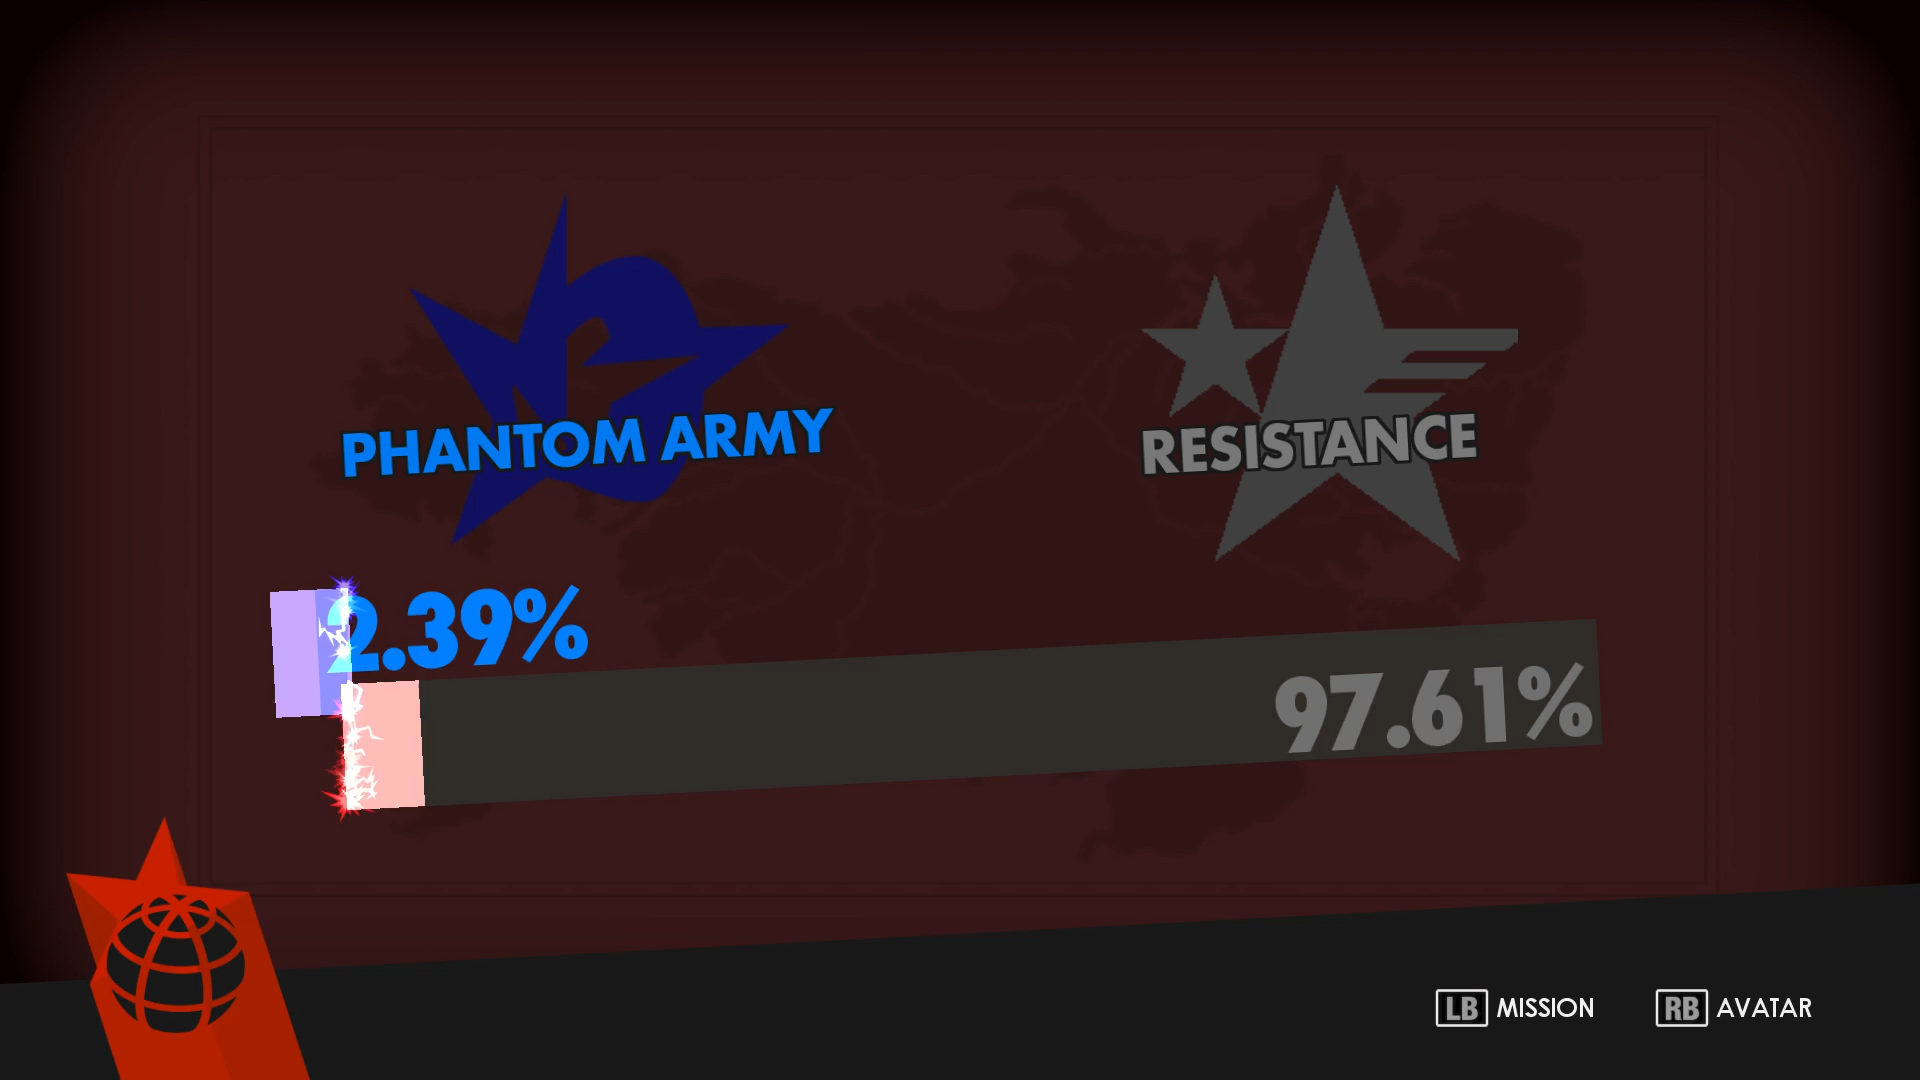 PHANTOM ARMY
RESISTANCE
2.39%
97.61%
LB MISSION
RB AVATAR